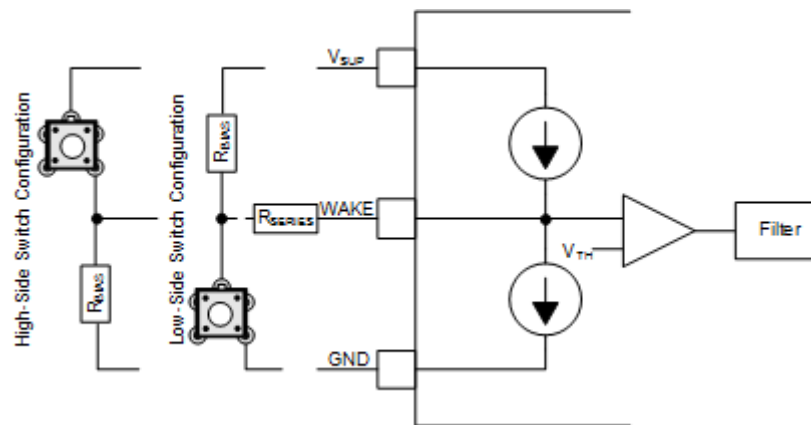 High-Side Switch Configuration
RBIAS
Low-Side Switch Configuration
RBIAS
RSERIES
VSUP
WAKE
GND
VTH
Filter